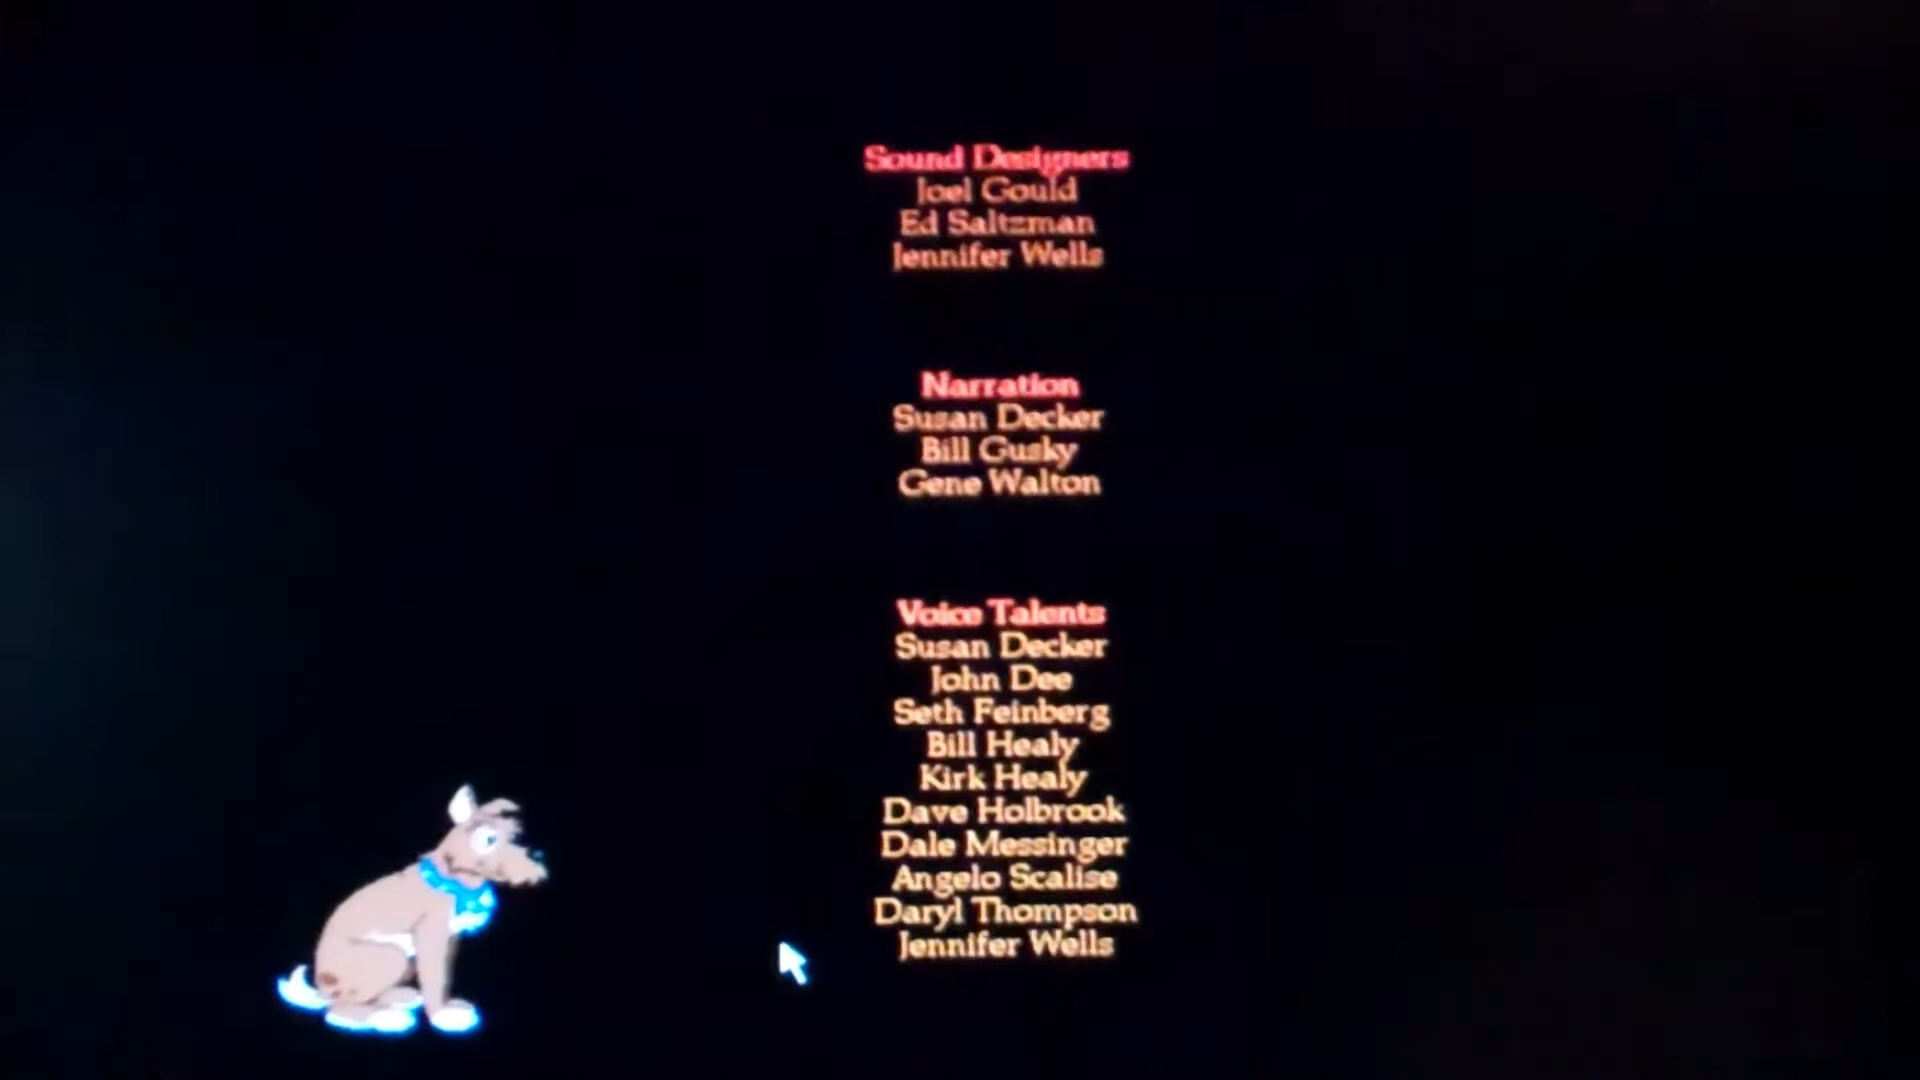 Sound Designers
Joel Gould
Ed Saltzman
Jennifer Wells
Narration
Susan Decker
Bill Gusky
Gene Walton
Voice Talents
Susan Decker
John Dee
Seth Feinberg
Bill Healy
Kirk Healy
Dave Holbrook
Dale Messinger
Angelo Scalise
Daryl Thompson
Jennifer Wells